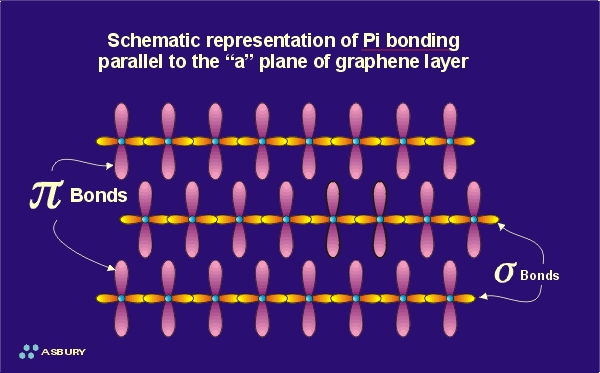 Schematic representation of Pi bonding
parallel to the “a” plane of graphene layer
π Bonds
σ Bonds
ASBURY